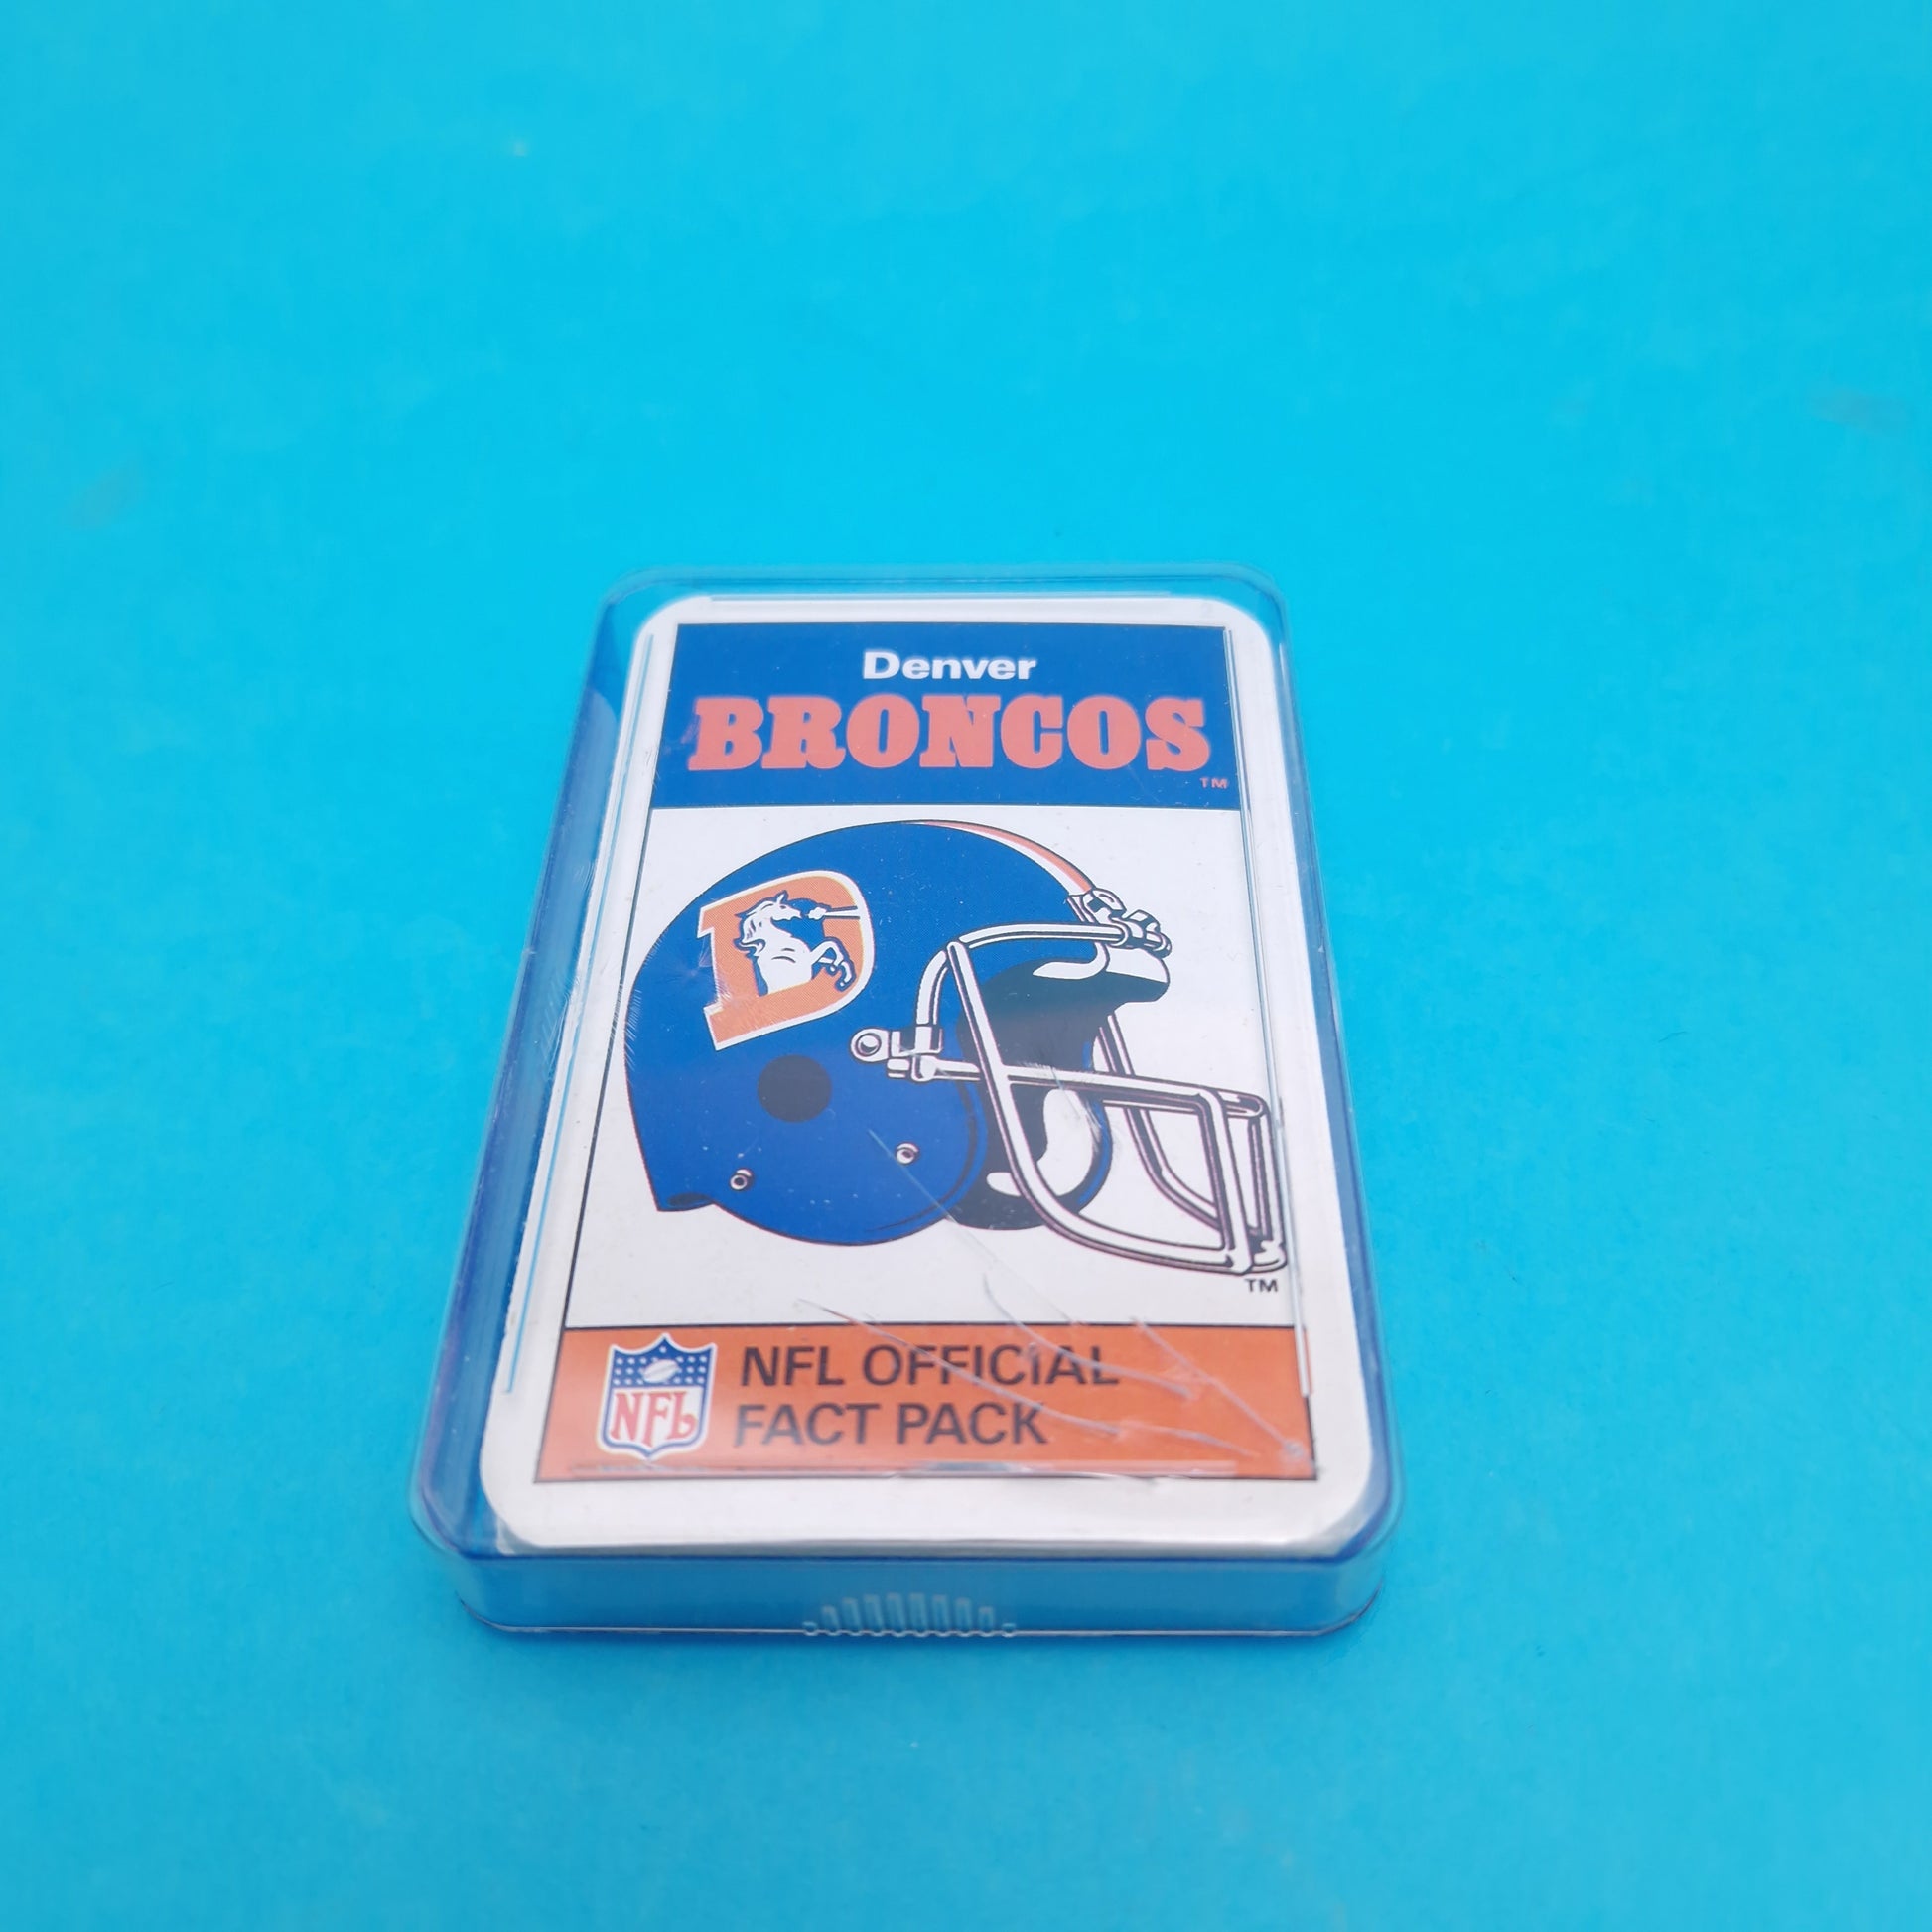 Denver
BRONCOS
TM
D
TM
NFL
NFL OFFICIAL
FACT PACK